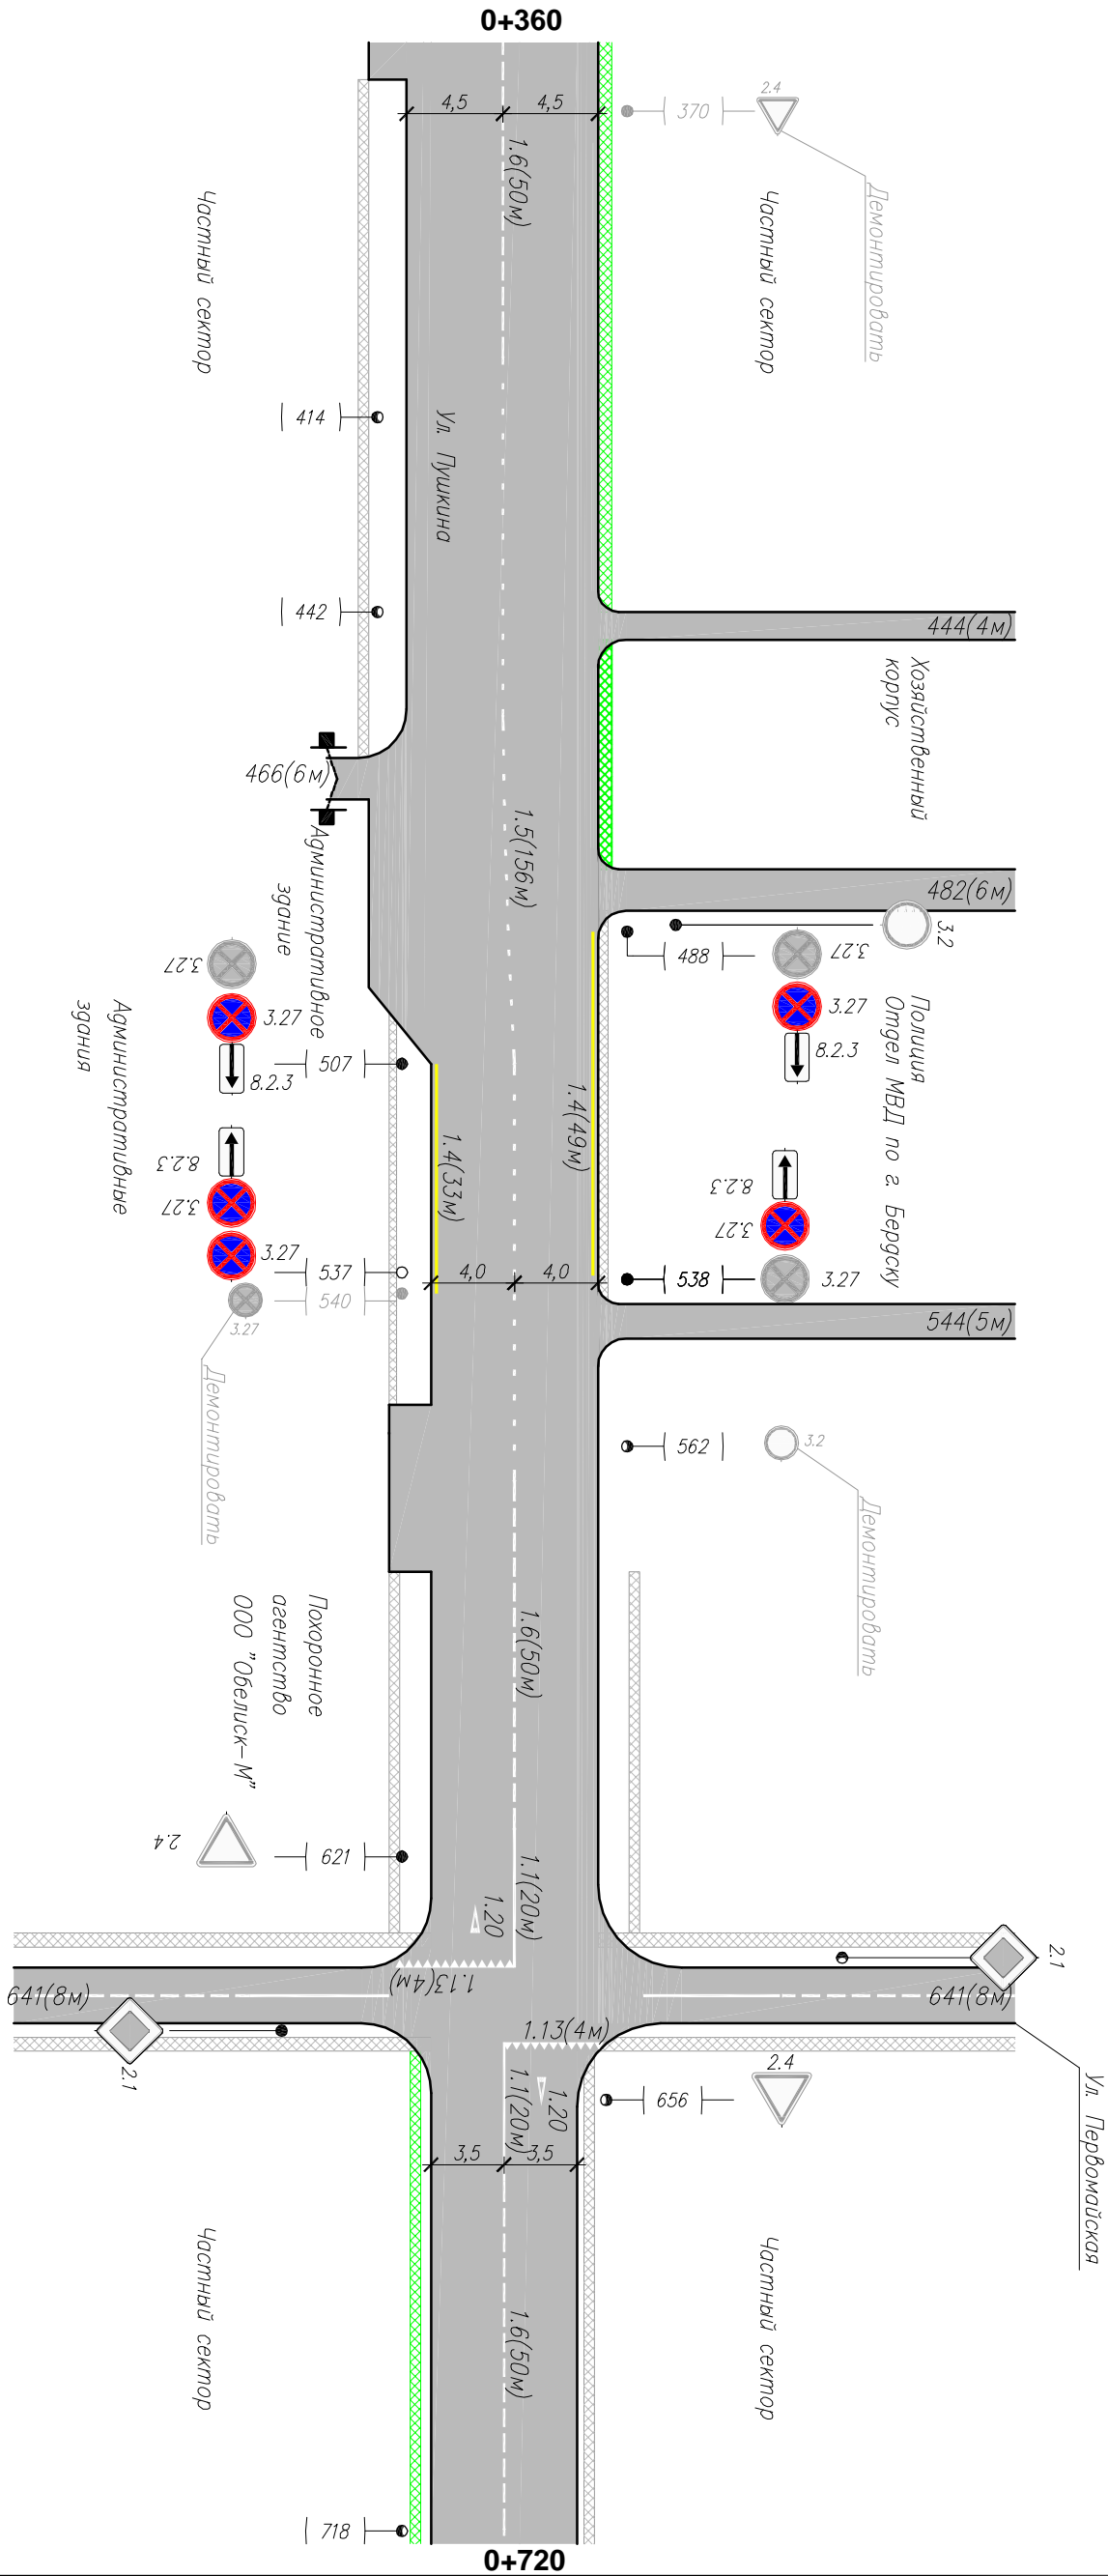 0+360
4,5
4,5
2.4
370
Демонтировать
1.6(50м)
Частный сектор
Частный сектор
414
Ул. Пушкина
442
444(4м)
Хозяйственный
корпус
466(6м)
1.5(156м)
Административное
здание
482(6м)
3.2
488
3.27
3.27
8.2.3
Полиция
Отдел МВД по г. Бердску
3.27
3.27
8.2.3
507
Административные
здания
1.4(49м)
1.4(33м)
8.2.3
3.27
3.27
537
540
3.27
Демонтировать
8.2.3
3.27
3.27
538
4,0
4,0
544(5м)
562
3.2
Демонтировать
Похоронное
агентство
ООО "Обелиск-М"
1.6(50м)
2.4
621
1.1(20м)
1.20
1.13(4м)
2.1
641(8м)
641(8м)
2.1
1.13(4м)
1.20
1.1(20м)
2.4
656
Ул. Первомайская
3,5
3,5
Частный сектор
Частный сектор
1.6(50м)
718
0+720